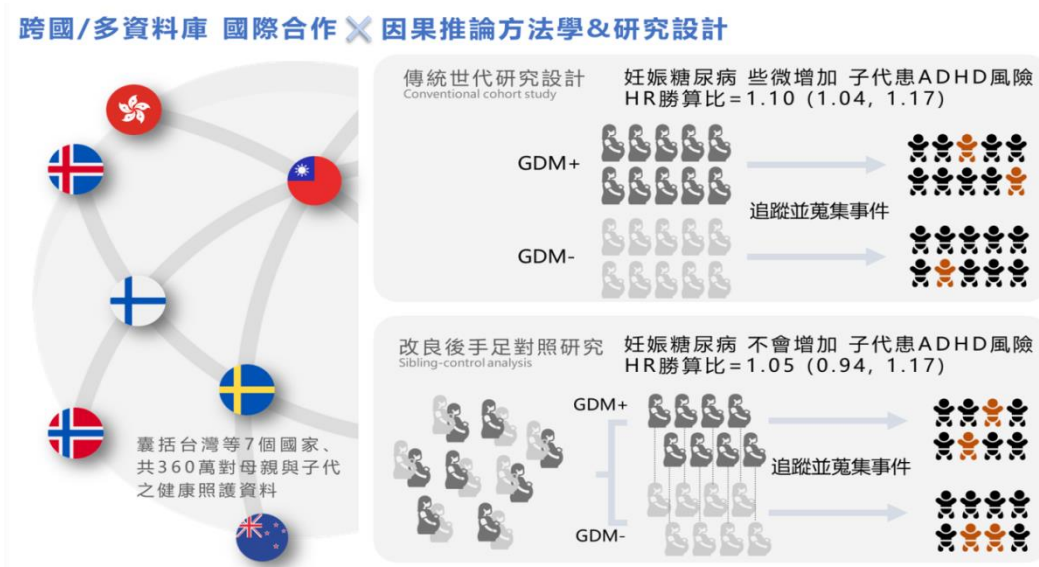 跨國/多資料庫 國際合作 × 因果推論方法學&研究設計
傳統世代研究設計
Conventional cohort study
妊娠糖尿病 些微增加 子代患ADHD風險
HR勝算比=1.10 (1.04, 1.17)
GDM+
追蹤並蒐集事件
GDM-
改良後手足對照研究
Sibling-control analysis
妊娠糖尿病 不會增加 子代患ADHD風險
HR勝算比=1.05 (0.94, 1.17)
GDM+
追蹤並蒐集事件
GDM-
囊括台灣等7個國家、
共360萬對母親與子代
之健康照護資料